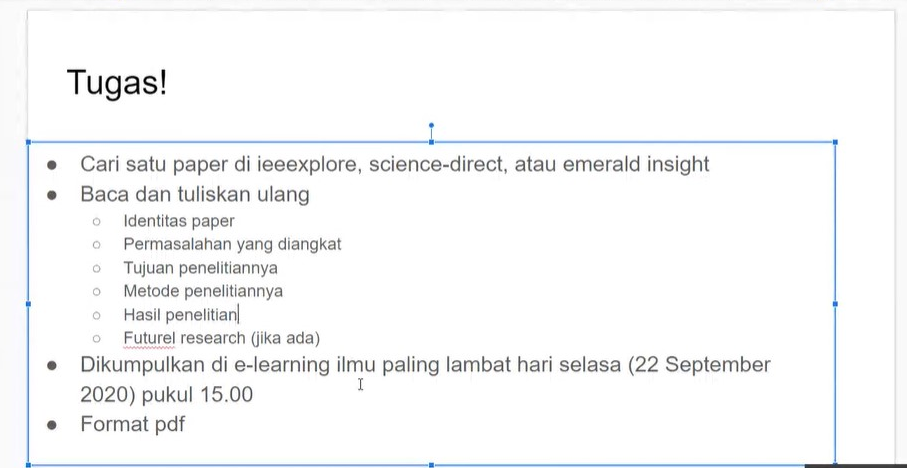 Tugas!
● Cari satu paper di ieeexplore, science-direct, atau emerald insight
● Baca dan tuliskan ulang
○ Identitas paper
○ Permasalahan yang diangkat
○ Tujuan penelitiannya
○ Metode penelitiannya
○ Hasil penelitian
○ Futurel research (jika ada)
● Dikumpulkan di e-learning ilmu paling lambat hari selasa (22 September
2020) pukul 15.00
● Format pdf